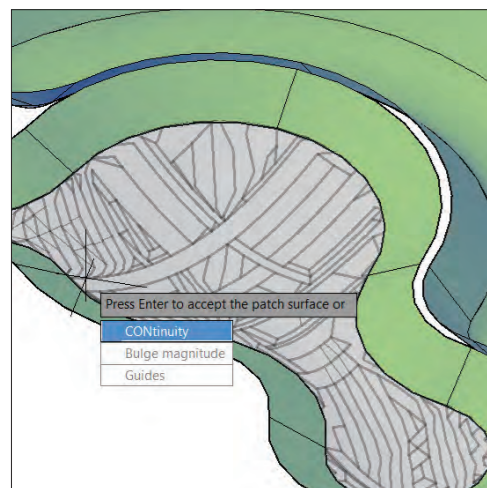 Press Enter to accept the patch surface or
CONtinuity
Bulge magnitude
Guides